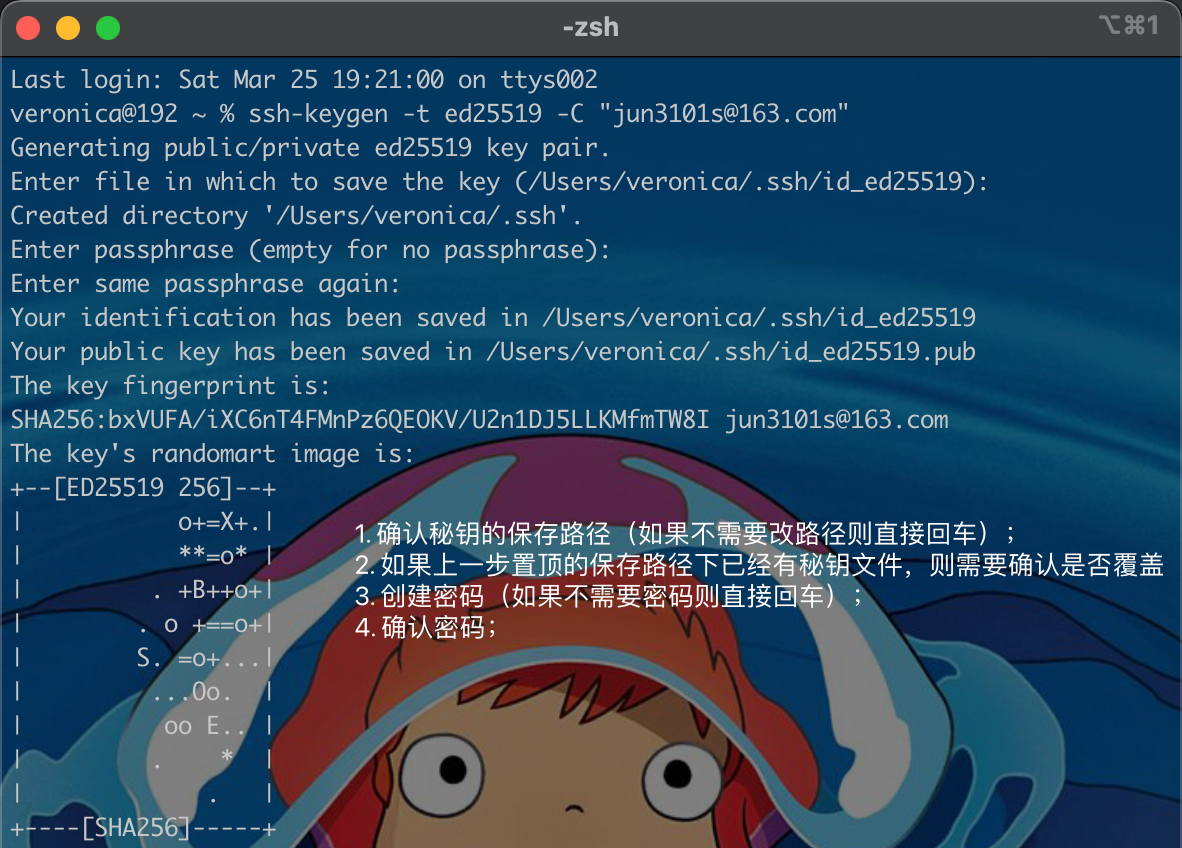 -zsh
⌥⌘1
Last login: Sat Mar 25 19:21:00 on ttys002
veronica@192 ~ % ssh-keygen -t ed25519 -C "jun3101s@163.com"
Generating public/private ed25519 key pair.
Enter file in which to save the key (/Users/veronica/.ssh/id_ed25519):
Created directory '/Users/veronica/.ssh'.
Enter passphrase (empty for no passphrase):
Enter same passphrase again:
Your identification has been saved in /Users/veronica/.ssh/id_ed25519
Your public key has been saved in /Users/veronica/.ssh/id_ed25519.pub
The key fingerprint is:
SHA256:bxVUFA/iXC6nT4FMnPz6QEOKV/U2n1DJ5LLKMfmTW8I jun3101s@163.com
The key's randomart image is:
+--[ED25519 256]--+
|           o+=X+.|
|           **=o* |
|         . +B++o+|
|        . o +==o+|
|        S. =o+...|
|         ...Oo.  |
|          oo E.. |
|         .    *  |
|             .   |
+----[SHA256]-----+
1. 确认秘钥的保存路径（如果不需要改路径则直接回车）；
2. 如果上一步置顶的保存路径下已经有秘钥文件，则需要确认是否覆盖
3. 创建密码（如果不需要密码则直接回车）；
4. 确认密码；